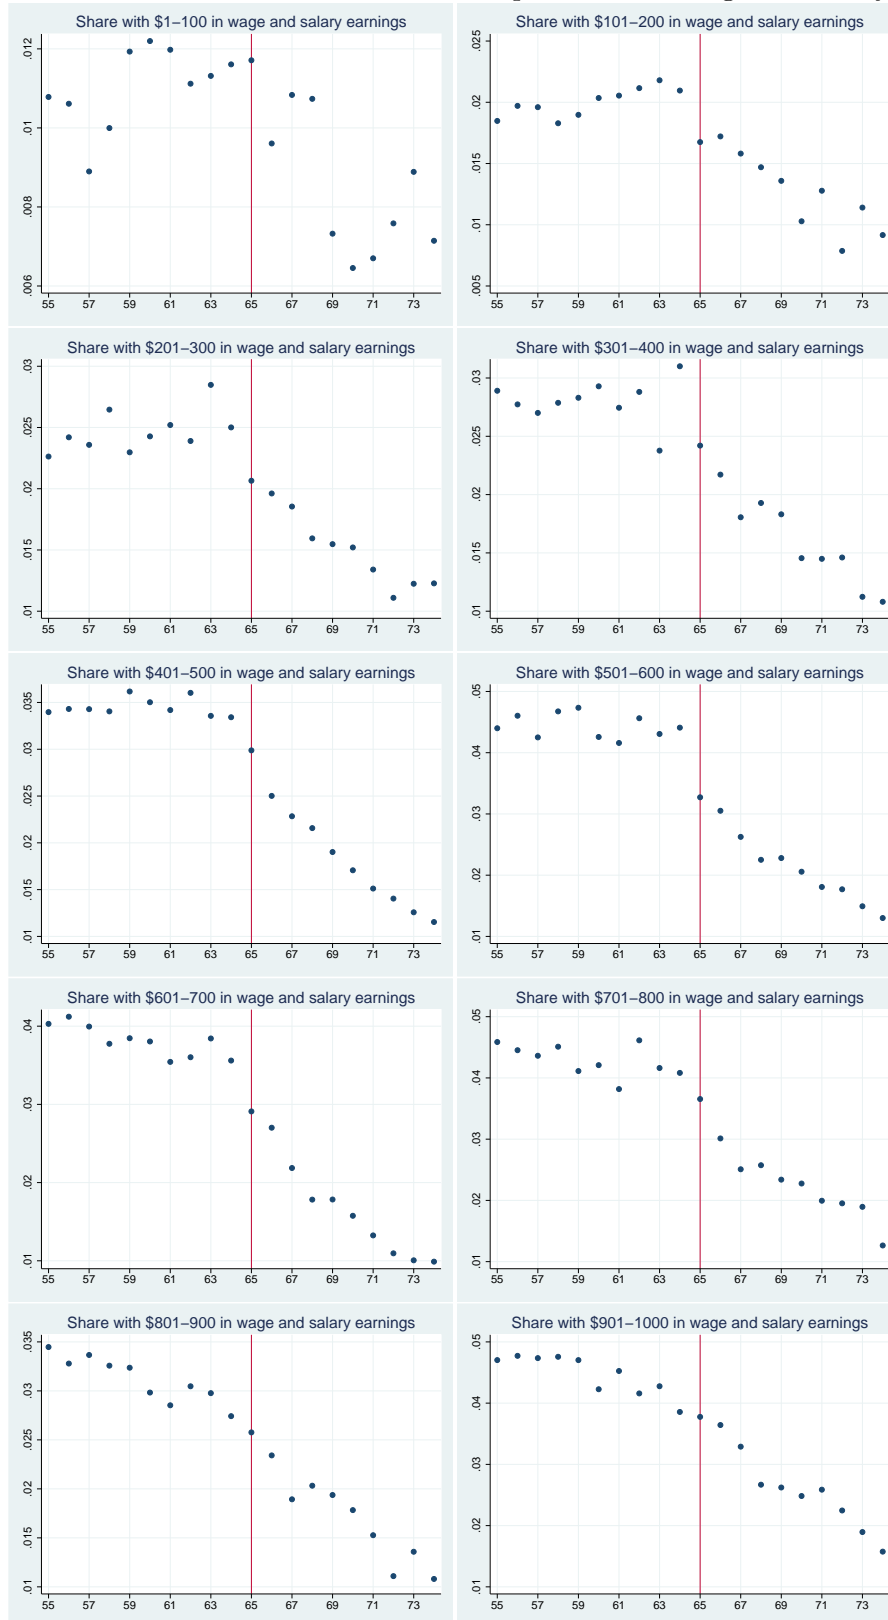 Share with $1–100 in wage and salary earnings
.012
.01
.008
.006
55 57 59 61 63 65 67 69 71 73
Share with $101–200 in wage and salary earnings
.025
.02
.015
.01
.005
55 57 59 61 63 65 67 69 71 73
Share with $201–300 in wage and salary earnings
.03
.025
.02
.015
.01
55 57 59 61 63 65 67 69 71 73
Share with $301–400 in wage and salary earnings
.03
.025
.02
.015
.01
55 57 59 61 63 65 67 69 71 73
Share with $401–500 in wage and salary earnings
.035
.03
.025
.02
.015
.01
55 57 59 61 63 65 67 69 71 73
Share with $501–600 in wage and salary earnings
.05
.04
.03
.02
.01
55 57 59 61 63 65 67 69 71 73
Share with $601–700 in wage and salary earnings
.04
.03
.02
.01
55 57 59 61 63 65 67 69 71 73
Share with $701–800 in wage and salary earnings
.05
.04
.03
.02
.01
55 57 59 61 63 65 67 69 71 73
Share with $801–900 in wage and salary earnings
.035
.03
.025
.02
.015
.01
55 57 59 61 63 65 67 69 71 73
Share with $901–1000 in wage and salary earnings
.05
.04
.03
.02
.01
55 57 59 61 63 65 67 69 71 73